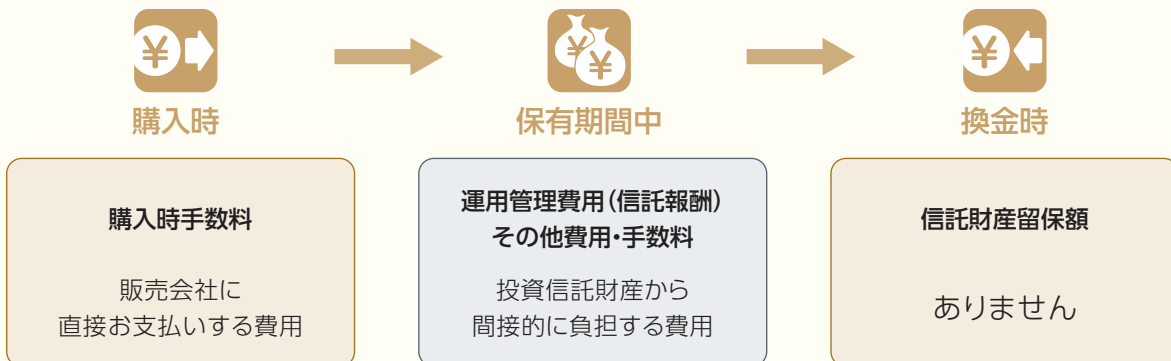 購入時
保有期間中
換金時
購入時手数料
販売会社に
直接お支払いする費用
運用管理費用(信託報酬)
その他費用・手数料
投資信託財産から
間接的に負担する費用
信託財産留保額
ありません